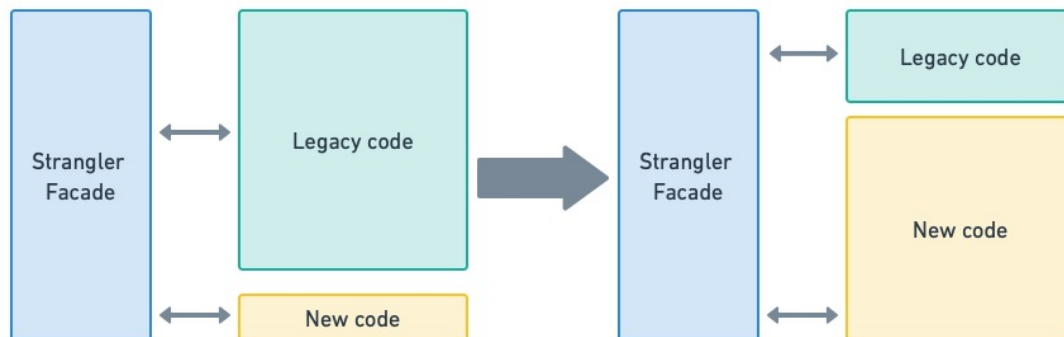 Strangler
Facade
Legacy code
New code
Strangler
Facade
Legacy code
New code